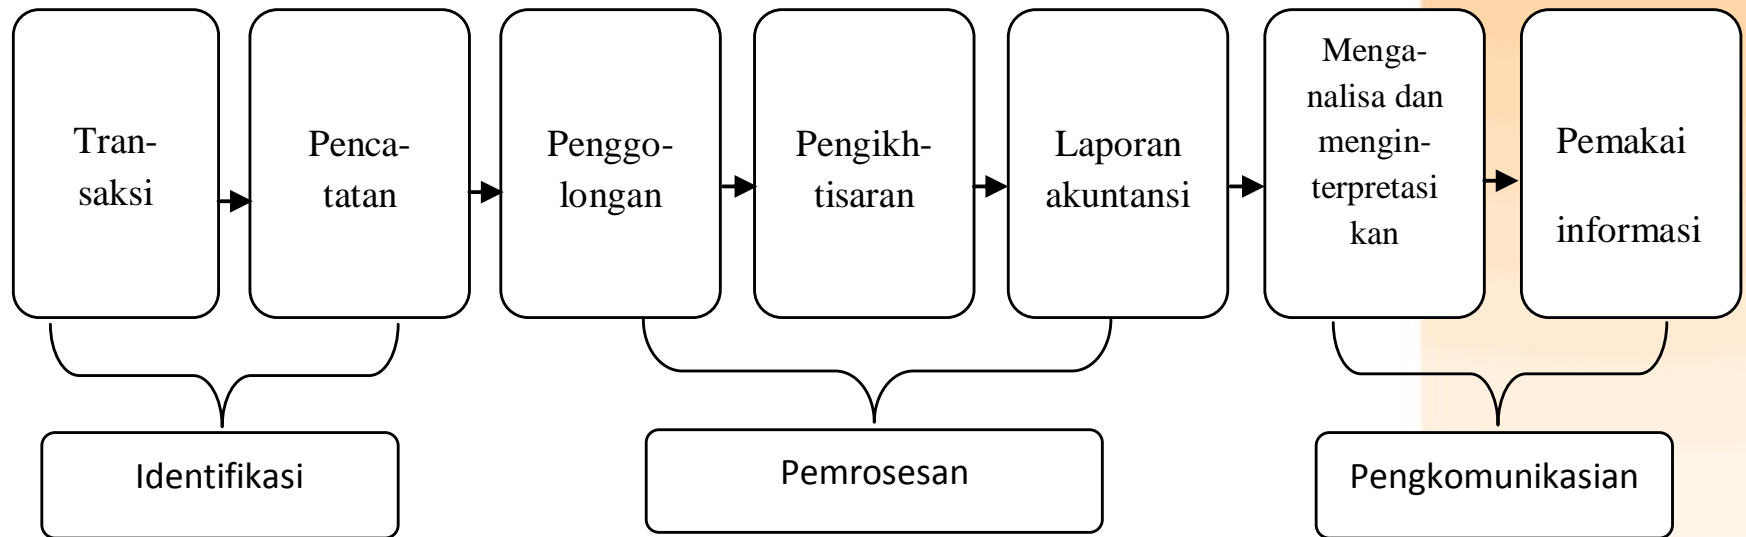 Tran-
saksi
Penca-
tatan
Penggo-
longan
Pengikh-
tisaran
Laporan
akuntansi
Menga-
nalisa dan
mengin-
terpretasi
kan
Pemakai
informasi
Identifikasi
Pemrosesan
Pengkomunikasian